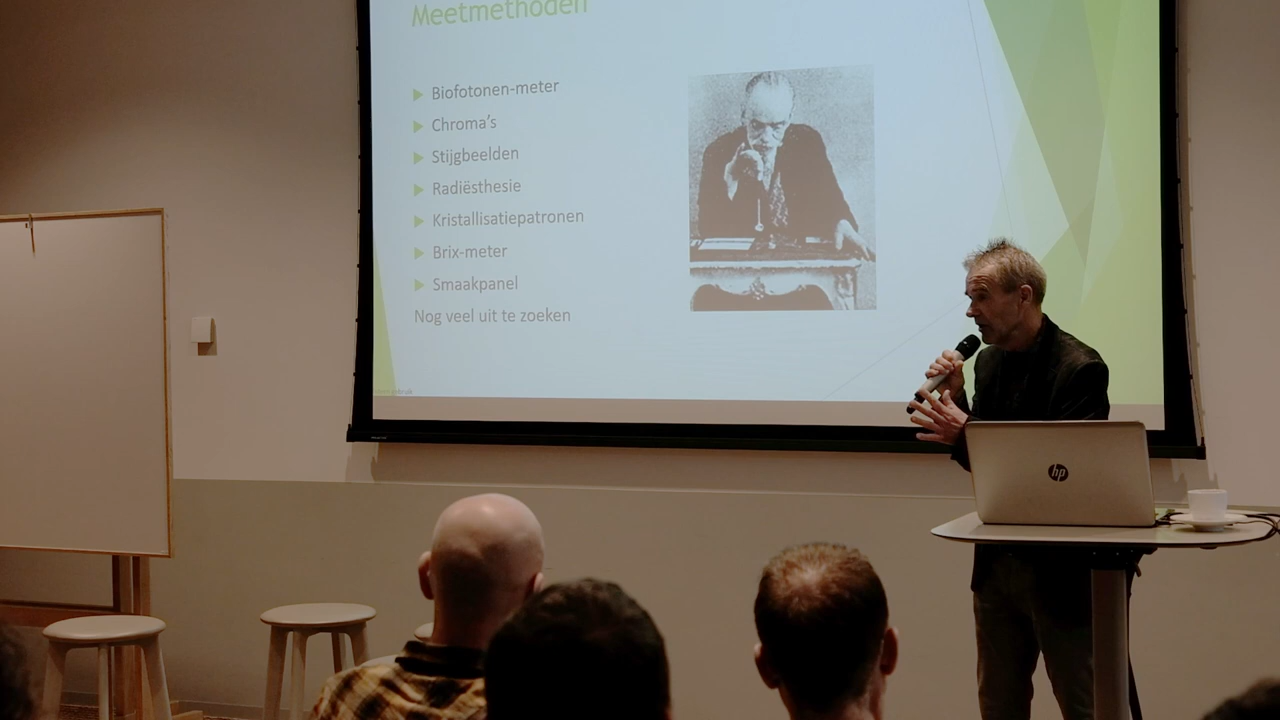 Meetmethoden
Biofotonen-meter
Chroma's
Stijgbeelden
Radiësthesie
Kristallisatiepatronen
Brix-meter
Smaakpanel
Nog veel uit te zoeken
hp